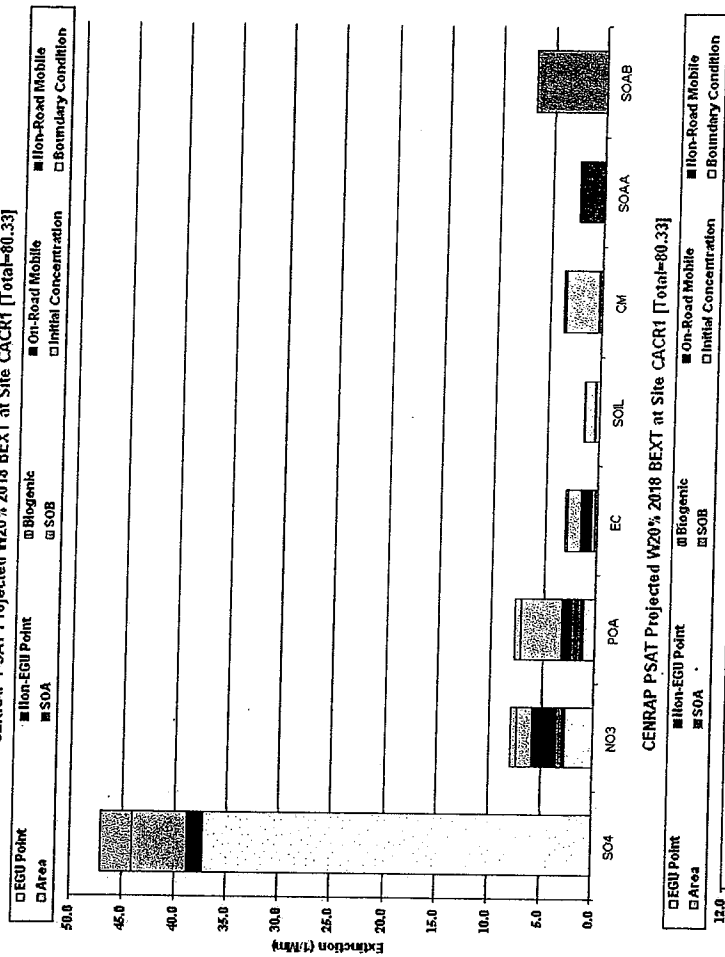 CENRAP PSAT Projected W20% 2018 BEXT at Site CACR1 [Total=80.33]
EGU Point Non-EGU Point Biogenic On-Road Mobile Non-Road Mobile
Area SOA SOB Initial Concentration Boundary Condition
50.0
45.0
40.0
35.0
30.0
25.0
20.0
15.0
10.0
5.0
0.0
Extinction (1/Mm)
SO4 NO3 POA EC SOIL CM SOAA SOAB
CENRAP PSAT Projected W20% 2018 BEXT at Site CACR1 [Total=80.33]
EGU Point Non-EGU Point Biogenic On-Road Mobile Non-Road Mobile
Area SOA SOB Initial Concentration Boundary Condition
12.0